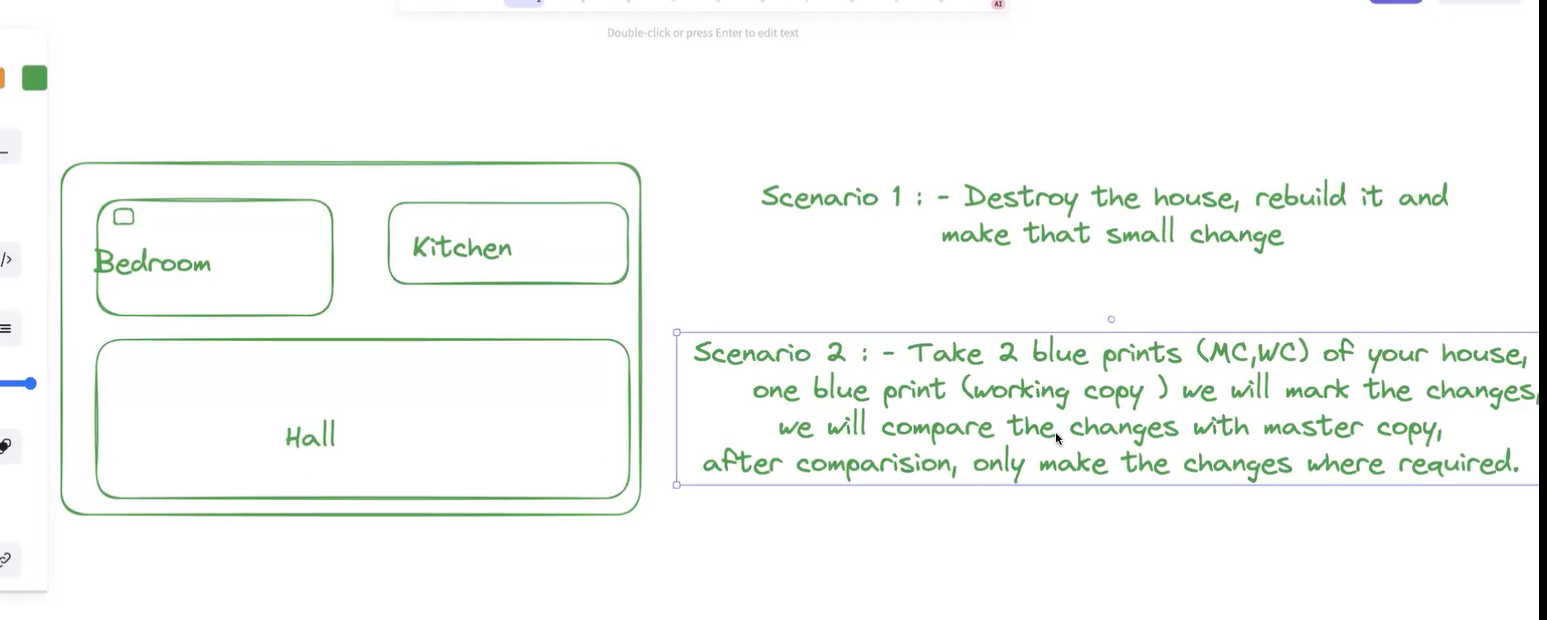 AI
Double-click or press Enter to edit text
Bedroom
Kitchen
Hall
Scenario 1 : - Destroy the house, rebuild it and
make that small change
Scenario 2 : - Take 2 blue prints (MC,WC) of your house,
one blue print (working copy ) we will mark the changes,
we will compare the changes with master copy,
after comparision, only make the changes where required.